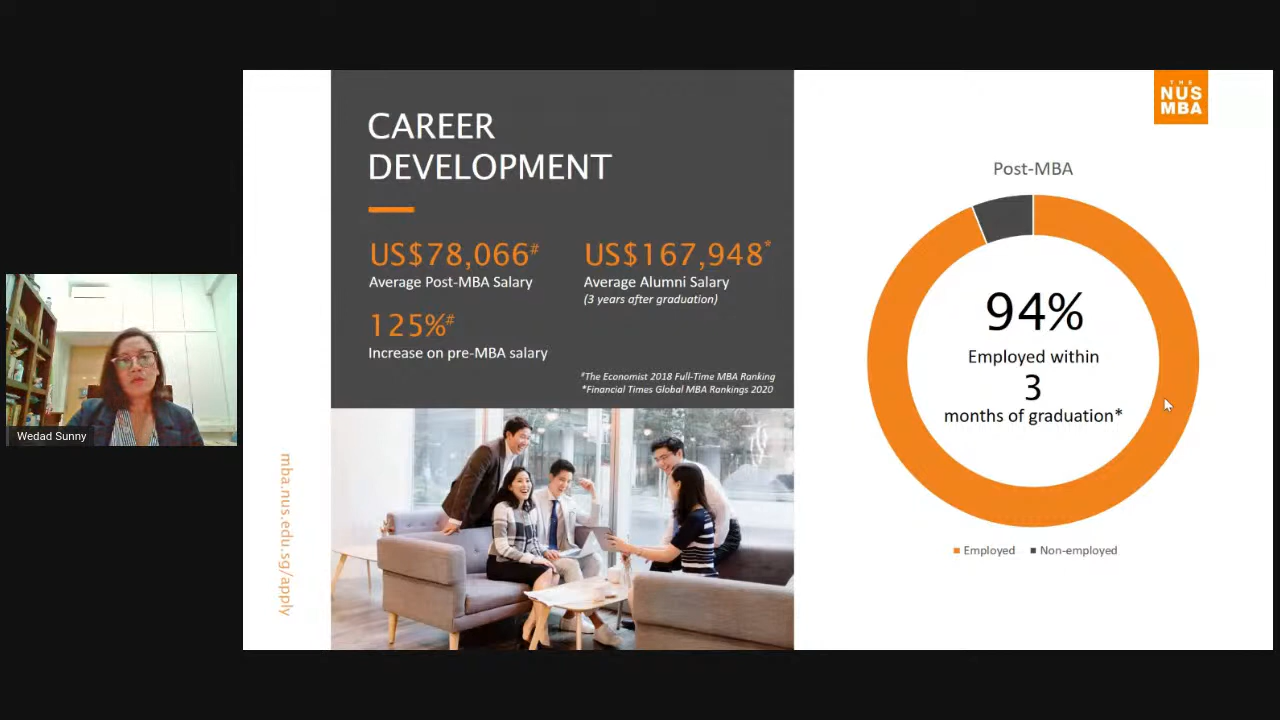 THE
NUS
MBA
CAREER
DEVELOPMENT
US$78,066#
Average Post-MBA Salary
US$167,948*
Average Alumni Salary
(3 years after graduation)
125%#
Increase on pre-MBA salary
#The Economist 2018 Full-Time MBA Ranking
*Financial Times Global MBA Rankings 2020
Post-MBA
94%
Employed within
3
months of graduation*
Employed Non-employed
mba.nus.edu.sg/apply
Wedad Sunny